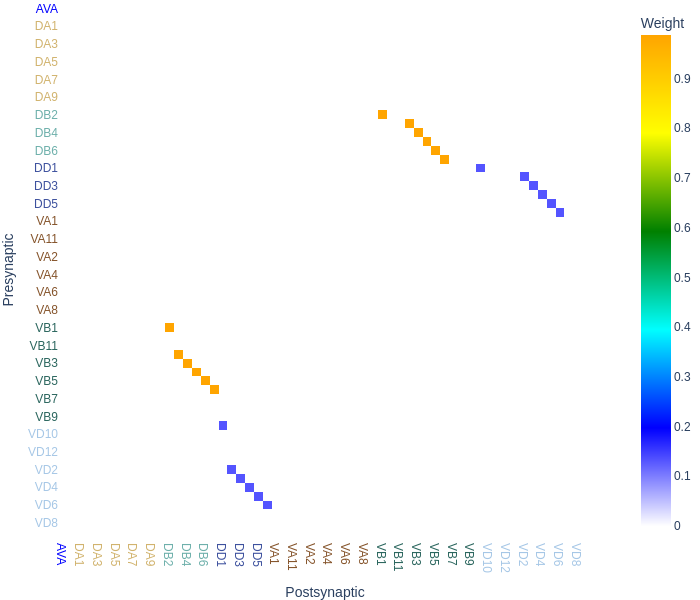 Weight
AVA
DA1
DA3
DA5
DA7
DA9
DB2
DB4
DB6
DD1
DD3
DD5
VA1
VA11
VA2
VA4
VA6
VA8
VB1
VB11
VB3
VB5
VB7
VB9
VD10
VD12
VD2
VD4
VD6
VD8
Presynaptic
0.9
0.8
0.7
0.6
0.5
0.4
0.3
0.2
0.1
0
AVA DA1 DA3 DA5 DA7 DA9 DB2 DB4 DB6 DD1 DD3 DD5 VA1 VA11 VA2 VA4 VA6 VA8 VB1 VB11 VB3 VB5 VB7 VB9 VD10 VD12 VD2 VD4 VD6 VD8
Postsynaptic